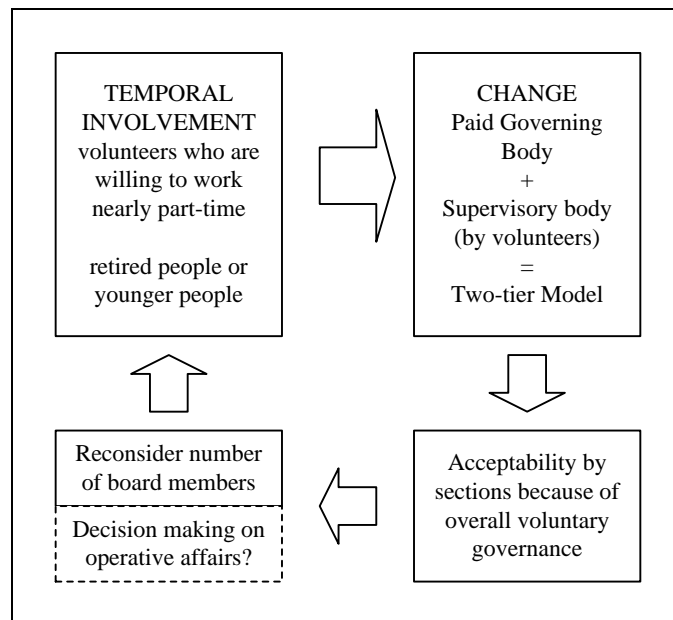 TEMPORAL
INVOLVEMENT
volunteers who are
willing to work
nearly part-time
retired people or
younger people
CHANGE
Paid Governing
Body
+
Supervisory body
(by volunteers)
=
Two-tier Model
Reconsider number
of board members
Decision making on
operative affairs?
Acceptability by
sections because of
overall voluntary
governance